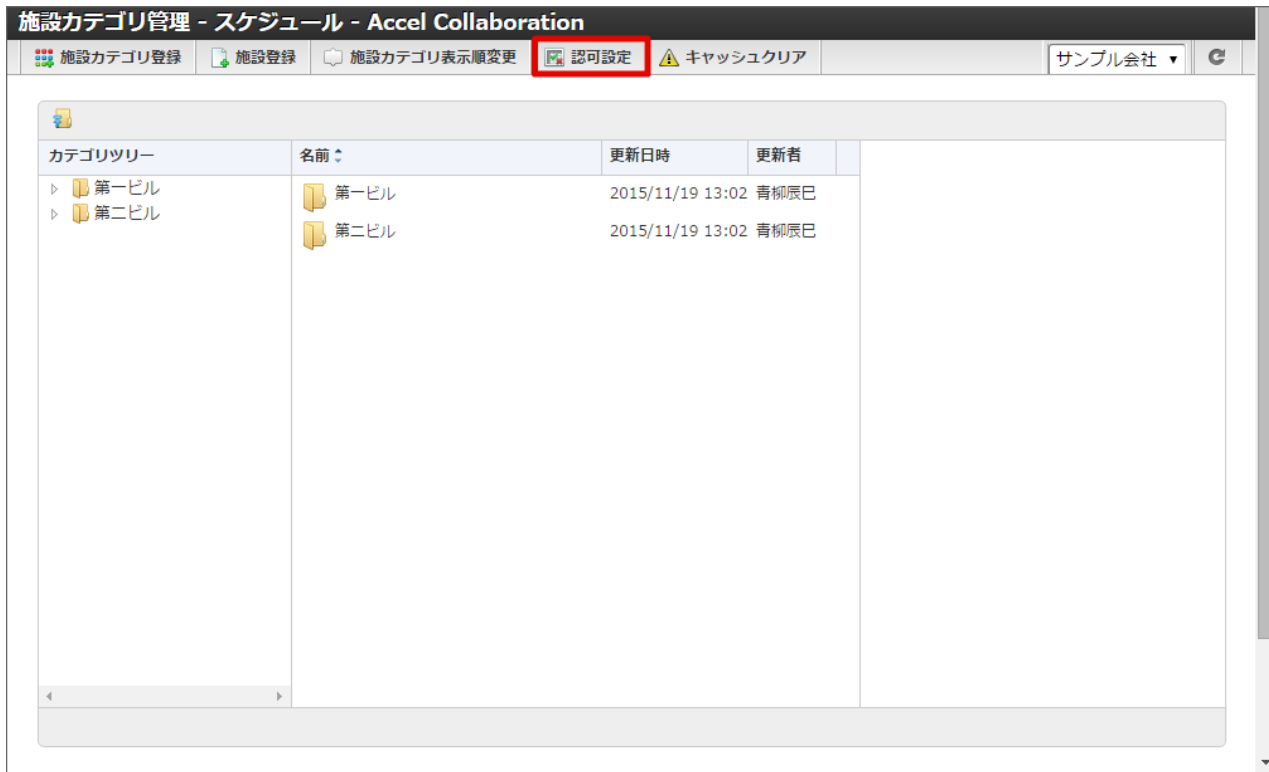 施設カテゴリ管理 - スケジュール - Accel Collaboration
施設カテゴリ登録 施設登録 施設カテゴリ表示順変更 認可設定 キャッシュクリア サンプル会社
カテゴリツリー 名前 更新日時 更新者
第一ビル
第二ビル
第一ビル 2015/11/19 13:02 青柳辰巳
第二ビル 2015/11/19 13:02 青柳辰巳